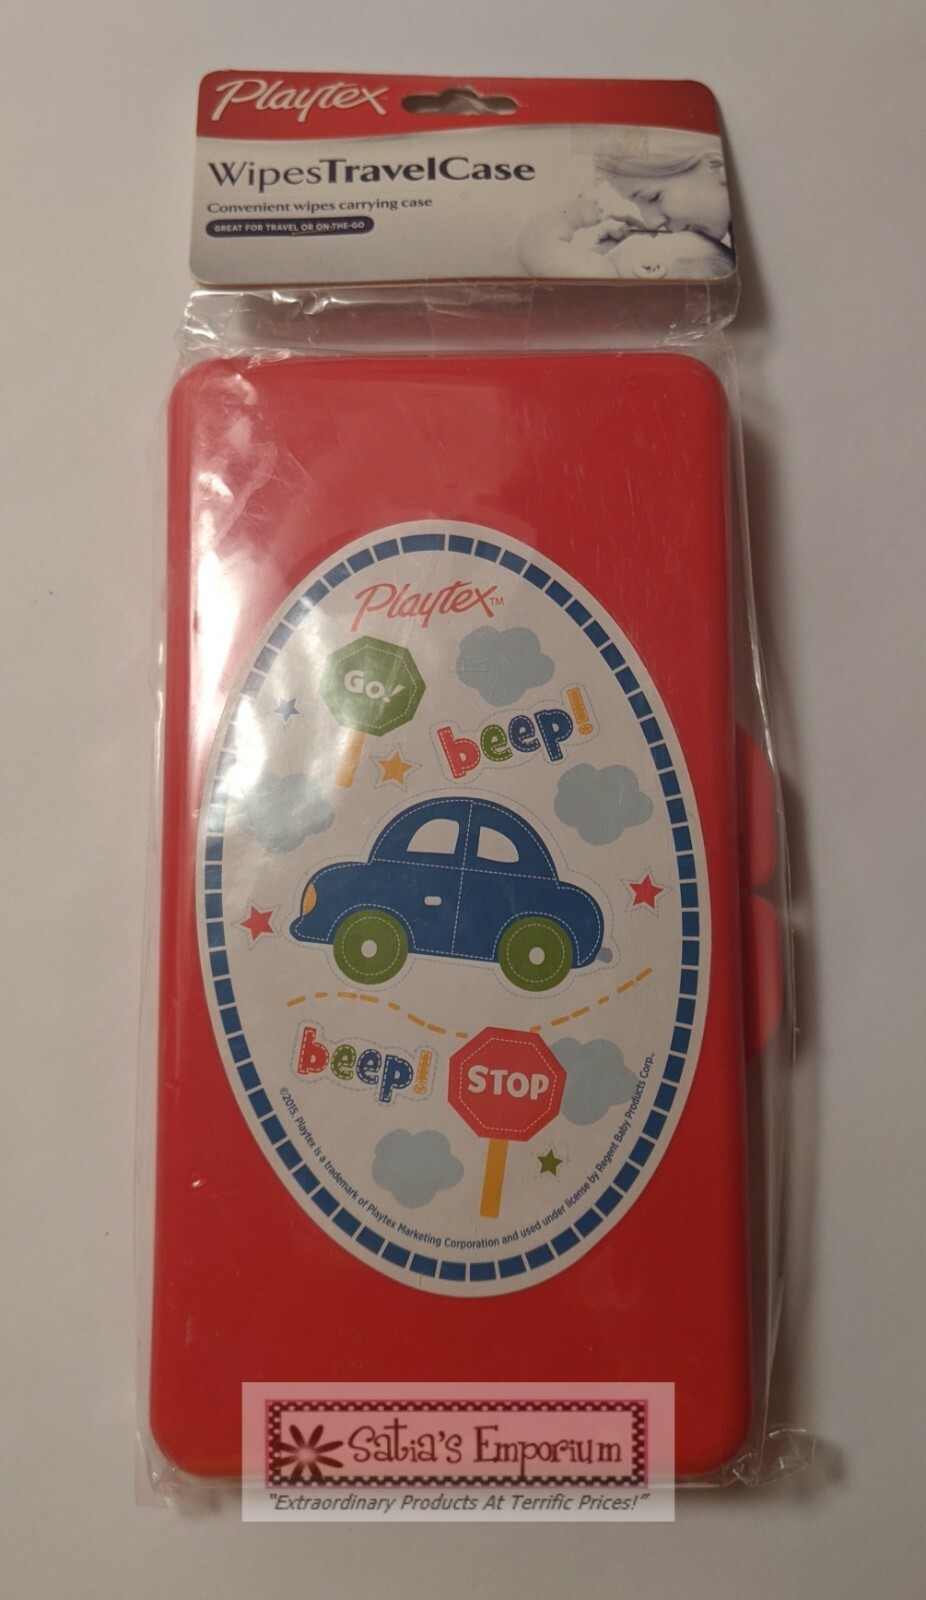 Playtex
WipesTravelCase
Convenient wipes carrying case
GREAT FOR TRAVEL OR ON-THE-GO
Playtex™
GO!
beep!
beep!
STOP
©2015, Playtex is a trademark of Playtex Marketing Corporation and used under license by Regent Baby Products Corp.
Satia's Emporium
"Extraordinary Products At Terrific Prices!"